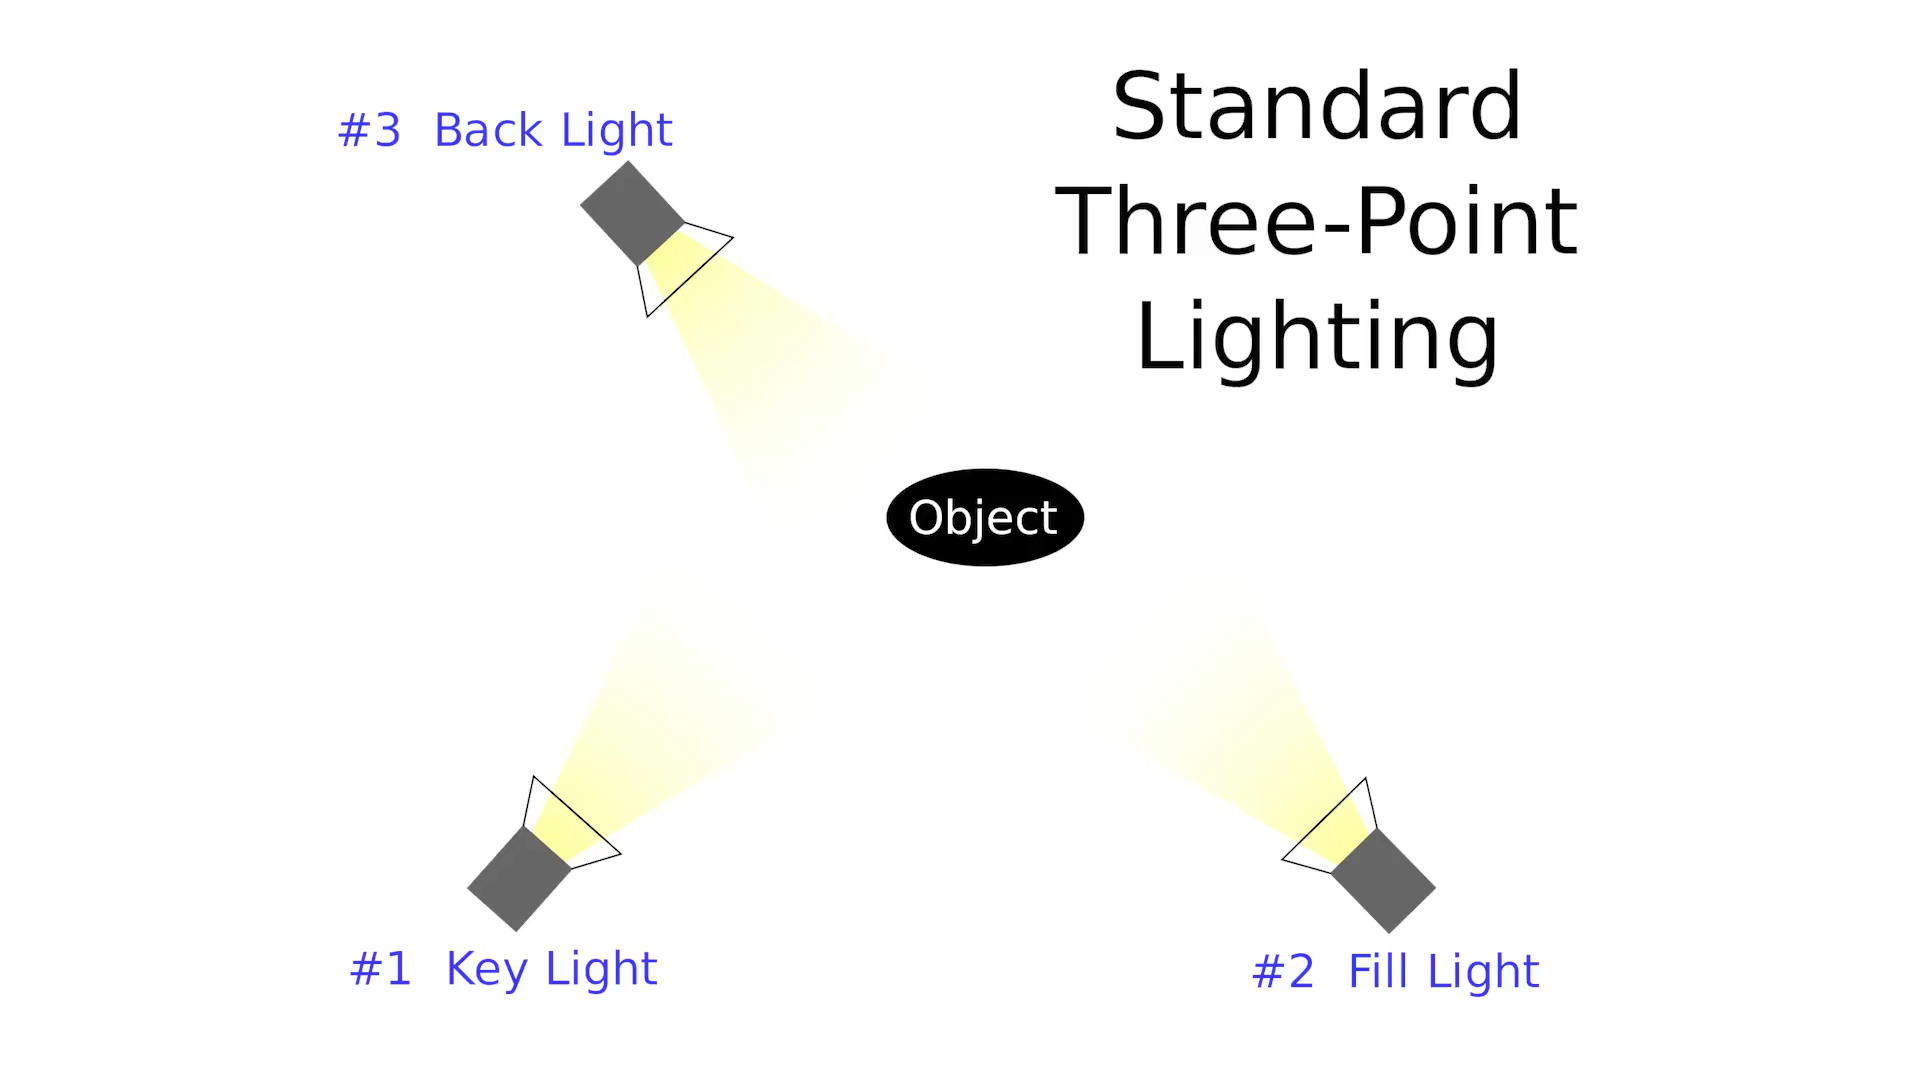 Standard
Three-Point
Lighting
#3 Back Light
Object
#1 Key Light
#2 Fill Light